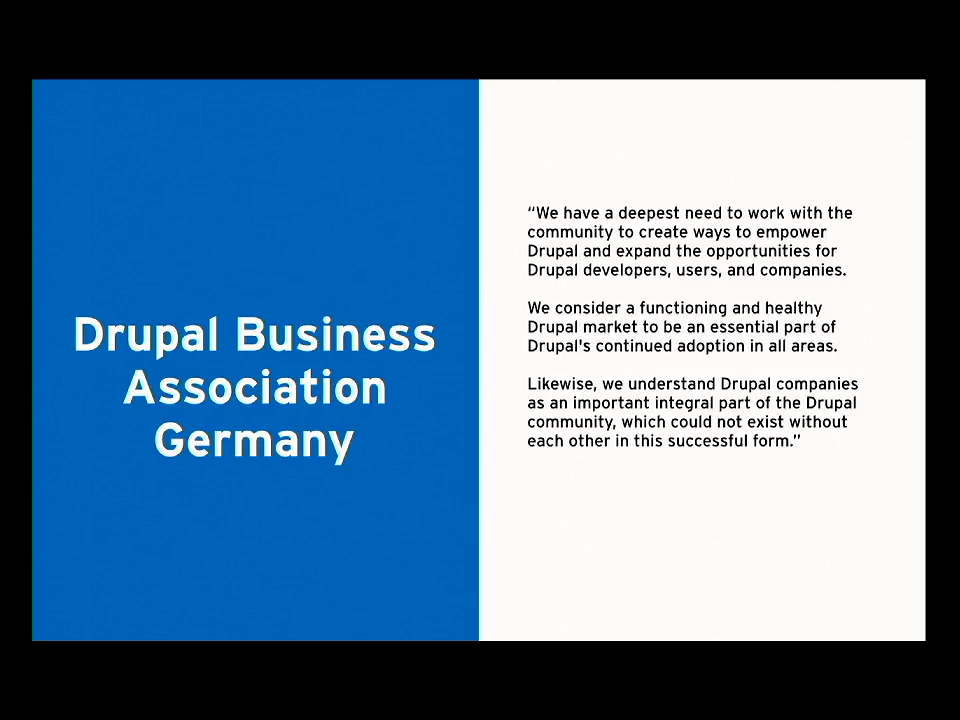 Drupal Business
Association
Germany
“We have a deepest need to work with the
community to create ways to empower
Drupal and expand the opportunities for
Drupal developers, users, and companies.
We consider a functioning and healthy
Drupal market to be an essential part of
Drupal's continued adoption in all areas.
Likewise, we understand Drupal companies
as an important integral part of the Drupal
community, which could not exist without
each other in this successful form.”